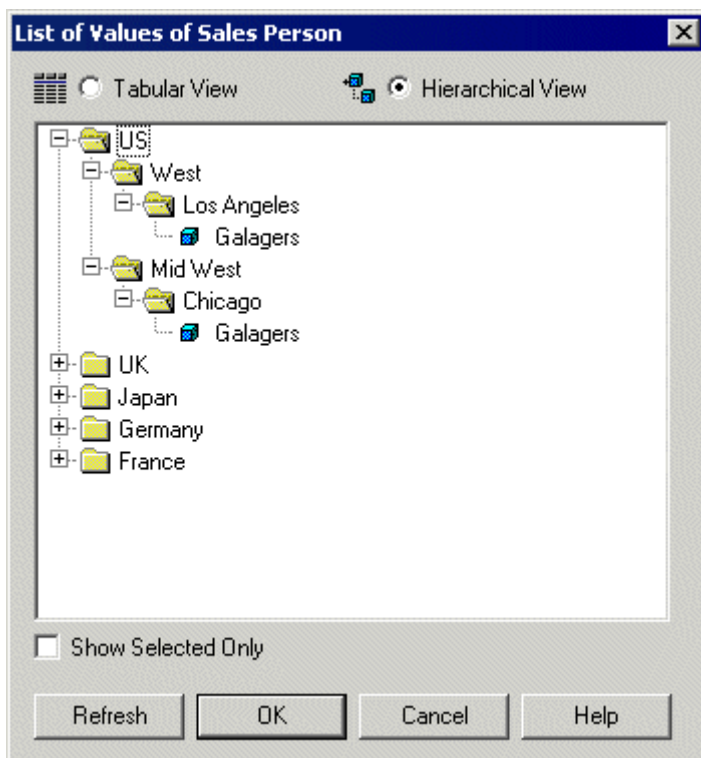 List of Values of Sales Person
Tabular View Hierarchical View
US
West
Los Angeles
Galagers
Mid West
Chicago
Galagers
UK
Japan
Germany
France
Show Selected Only
Refresh OK Cancel Help